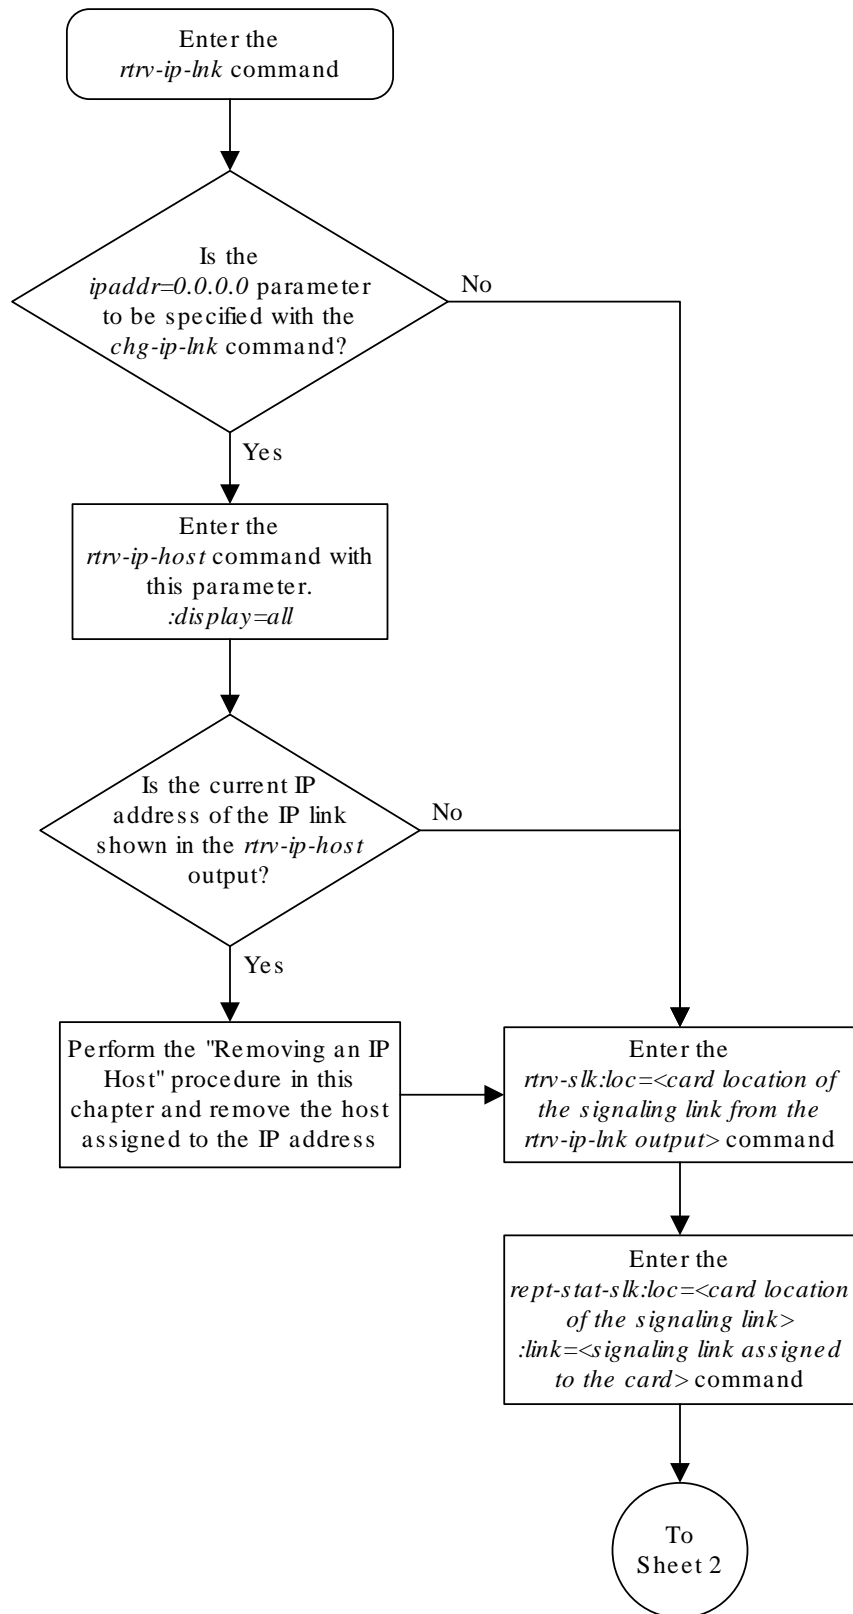 Enter the
rtrv-ip-lnk command
Is the
ipaddr=0.0.0.0 parameter
to be specified with the
chg-ip-lnk command?
No
Yes
Enter the
rtrv-ip-host command with
this parameter.
:display=all
Is the current IP
address of the IP link
shown in the rtrv-ip-host
output?
No
Yes
Perform the "Removing an IP
Host" procedure in this
chapter and remove the host
assigned to the IP address
Enter the
rtrv-slk:loc=<card location of
the signaling link from the
rtrv-ip-lnk output> command
Enter the
rept-stat-slk:loc=<card location
of the signaling link>
:link=<signaling link assigned
to the card> command
To
Sheet 2